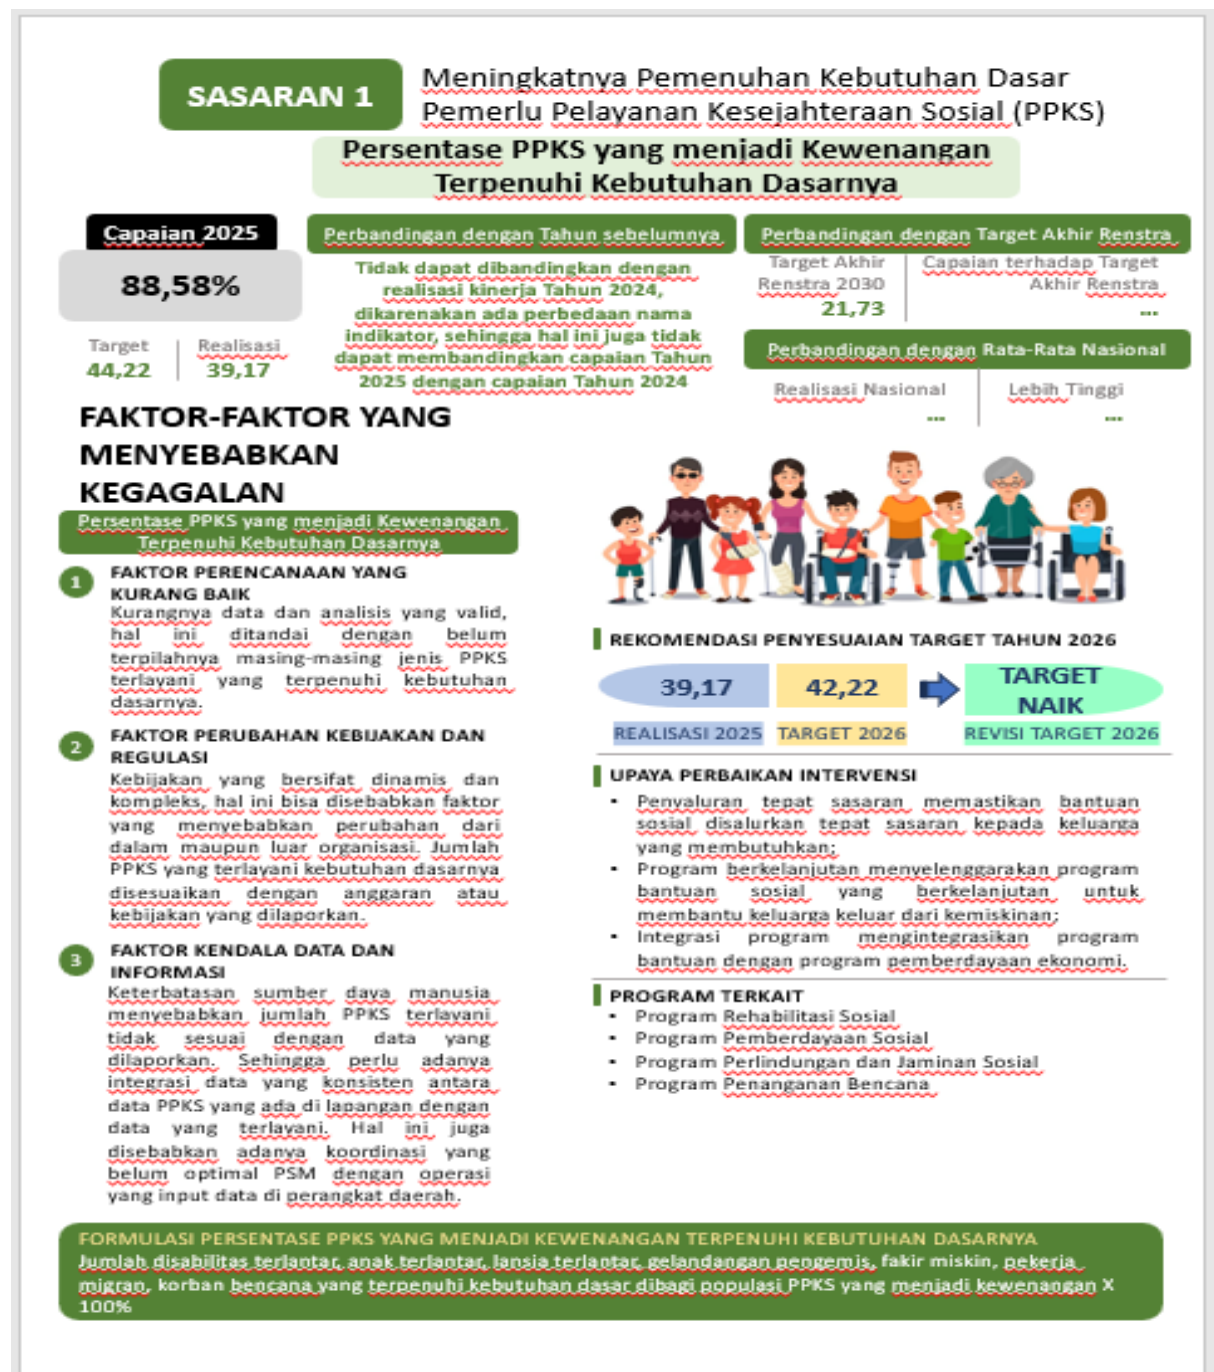 SASARAN 1
Meningkatnya Pemenuhan Kebutuhan Dasar
Pemerlu Pelayanan Kesejahteraan Sosial (PPKS)
Persentase PPKS yang menjadi Kewenangan
Terpenuhi Kebutuhan Dasarnya
Capaian 2025
88,58%
Target
44,22
Realisasi
39,17
Perbandingan dengan Tahun sebelumnya
Tidak dapat dibandingkan dengan
realisasi kinerja Tahun 2024,
dikarenakan ada perbedaan nama
indikator, sehingga hal ini juga tidak
dapat membandingkan capaian Tahun
2025 dengan capaian Tahun 2024
Perbandingan dengan Target Akhir Renstra
Target Akhir
Renstra 2030
21,73
Capaian terhadap Target
Akhir Renstra
...
Perbandingan dengan Rata-Rata Nasional
Realisasi Nasional
...
Lebih Tinggi
...
FAKTOR-FAKTOR YANG
MENYEBABKAN
KEGAGALAN
Persentase PPKS yang menjadi Kewenangan
Terpenuhi Kebutuhan Dasarnya
1
FAKTOR PERENCANAAN YANG
KURANG BAIK
Kurangnya data dan analisis yang valid,
hal ini ditandai dengan belum
terpilahnya masing-masing jenis PPKS
terlayani yang terpenuhi kebutuhan
dasarnya.
2
FAKTOR PERUBAHAN KEBIJAKAN DAN
REGULASI
Kebijakan yang bersifat dinamis dan
kompleks, hal ini bisa disebabkan faktor
yang menyebabkan perubahan dari
dalam maupun luar organisasi. Jumlah
PPKS yang terlayani kebutuhan dasarnya
disesuaikan dengan anggaran atau
kebijakan yang dilaporkan.
3
FAKTOR KENDALA DATA DAN
INFORMASI
Keterbatasan sumber daya manusia
menyebabkan jumlah PPKS terlayani
tidak sesuai dengan data yang
dilaporkan. Sehingga perlu adanya
integrasi data yang konsisten antara
data PPKS yang ada di lapangan dengan
data yang terlayani. Hal ini juga
disebabkan adanya koordinasi yang
belum optimal PSM dengan operasi
yang input data di perangkat daerah.
REKOMENDASI PENYESUAIAN TARGET TAHUN 2026
39,17
42,22
TARGET
NAIK
REALISASI 2025
TARGET 2026
REVISI TARGET 2026
UPAYA PERBAIKAN INTERVENSI
• Penyaluran tepat sasaran memastikan bantuan
sosial disalurkan tepat sasaran kepada keluarga
yang membutuhkan;
• Program berkelanjutan menyelenggarakan program
bantuan sosial yang berkelanjutan untuk
membantu keluarga keluar dari kemiskinan;
• Integrasi program mengintegrasikan program
bantuan dengan program pemberdayaan ekonomi.
PROGRAM TERKAIT
• Program Rehabilitasi Sosial
• Program Pemberdayaan Sosial
• Program Perlindungan dan Jaminan Sosial
• Program Penanganan Bencana
FORMULASI PERSENTASE PPKS YANG MENJADI KEWENANGAN TERPENUHI KEBUTUHAN DASARNYA
Jumlah disabilitas terlantar, anak terlantar, lansia terlantar, gelandangan pengemis, fakir miskin, pekerja
migran, korban bencana yang terpenuhi kebutuhan dasar dibagi populasi PPKS yang menjadi kewenangan X
100%